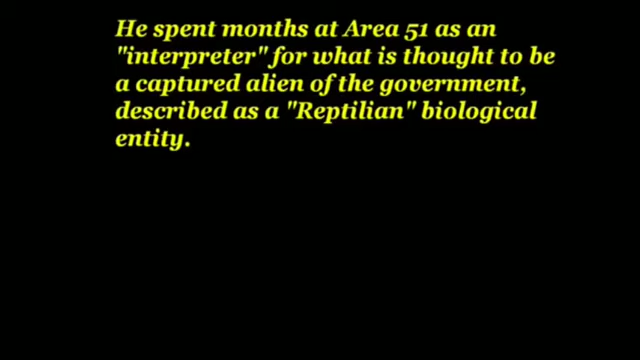 He spent months at Area 51 as an
"interpreter" for what is thought to be
a captured alien of the government,
described as a "Reptilian" biological
entity.